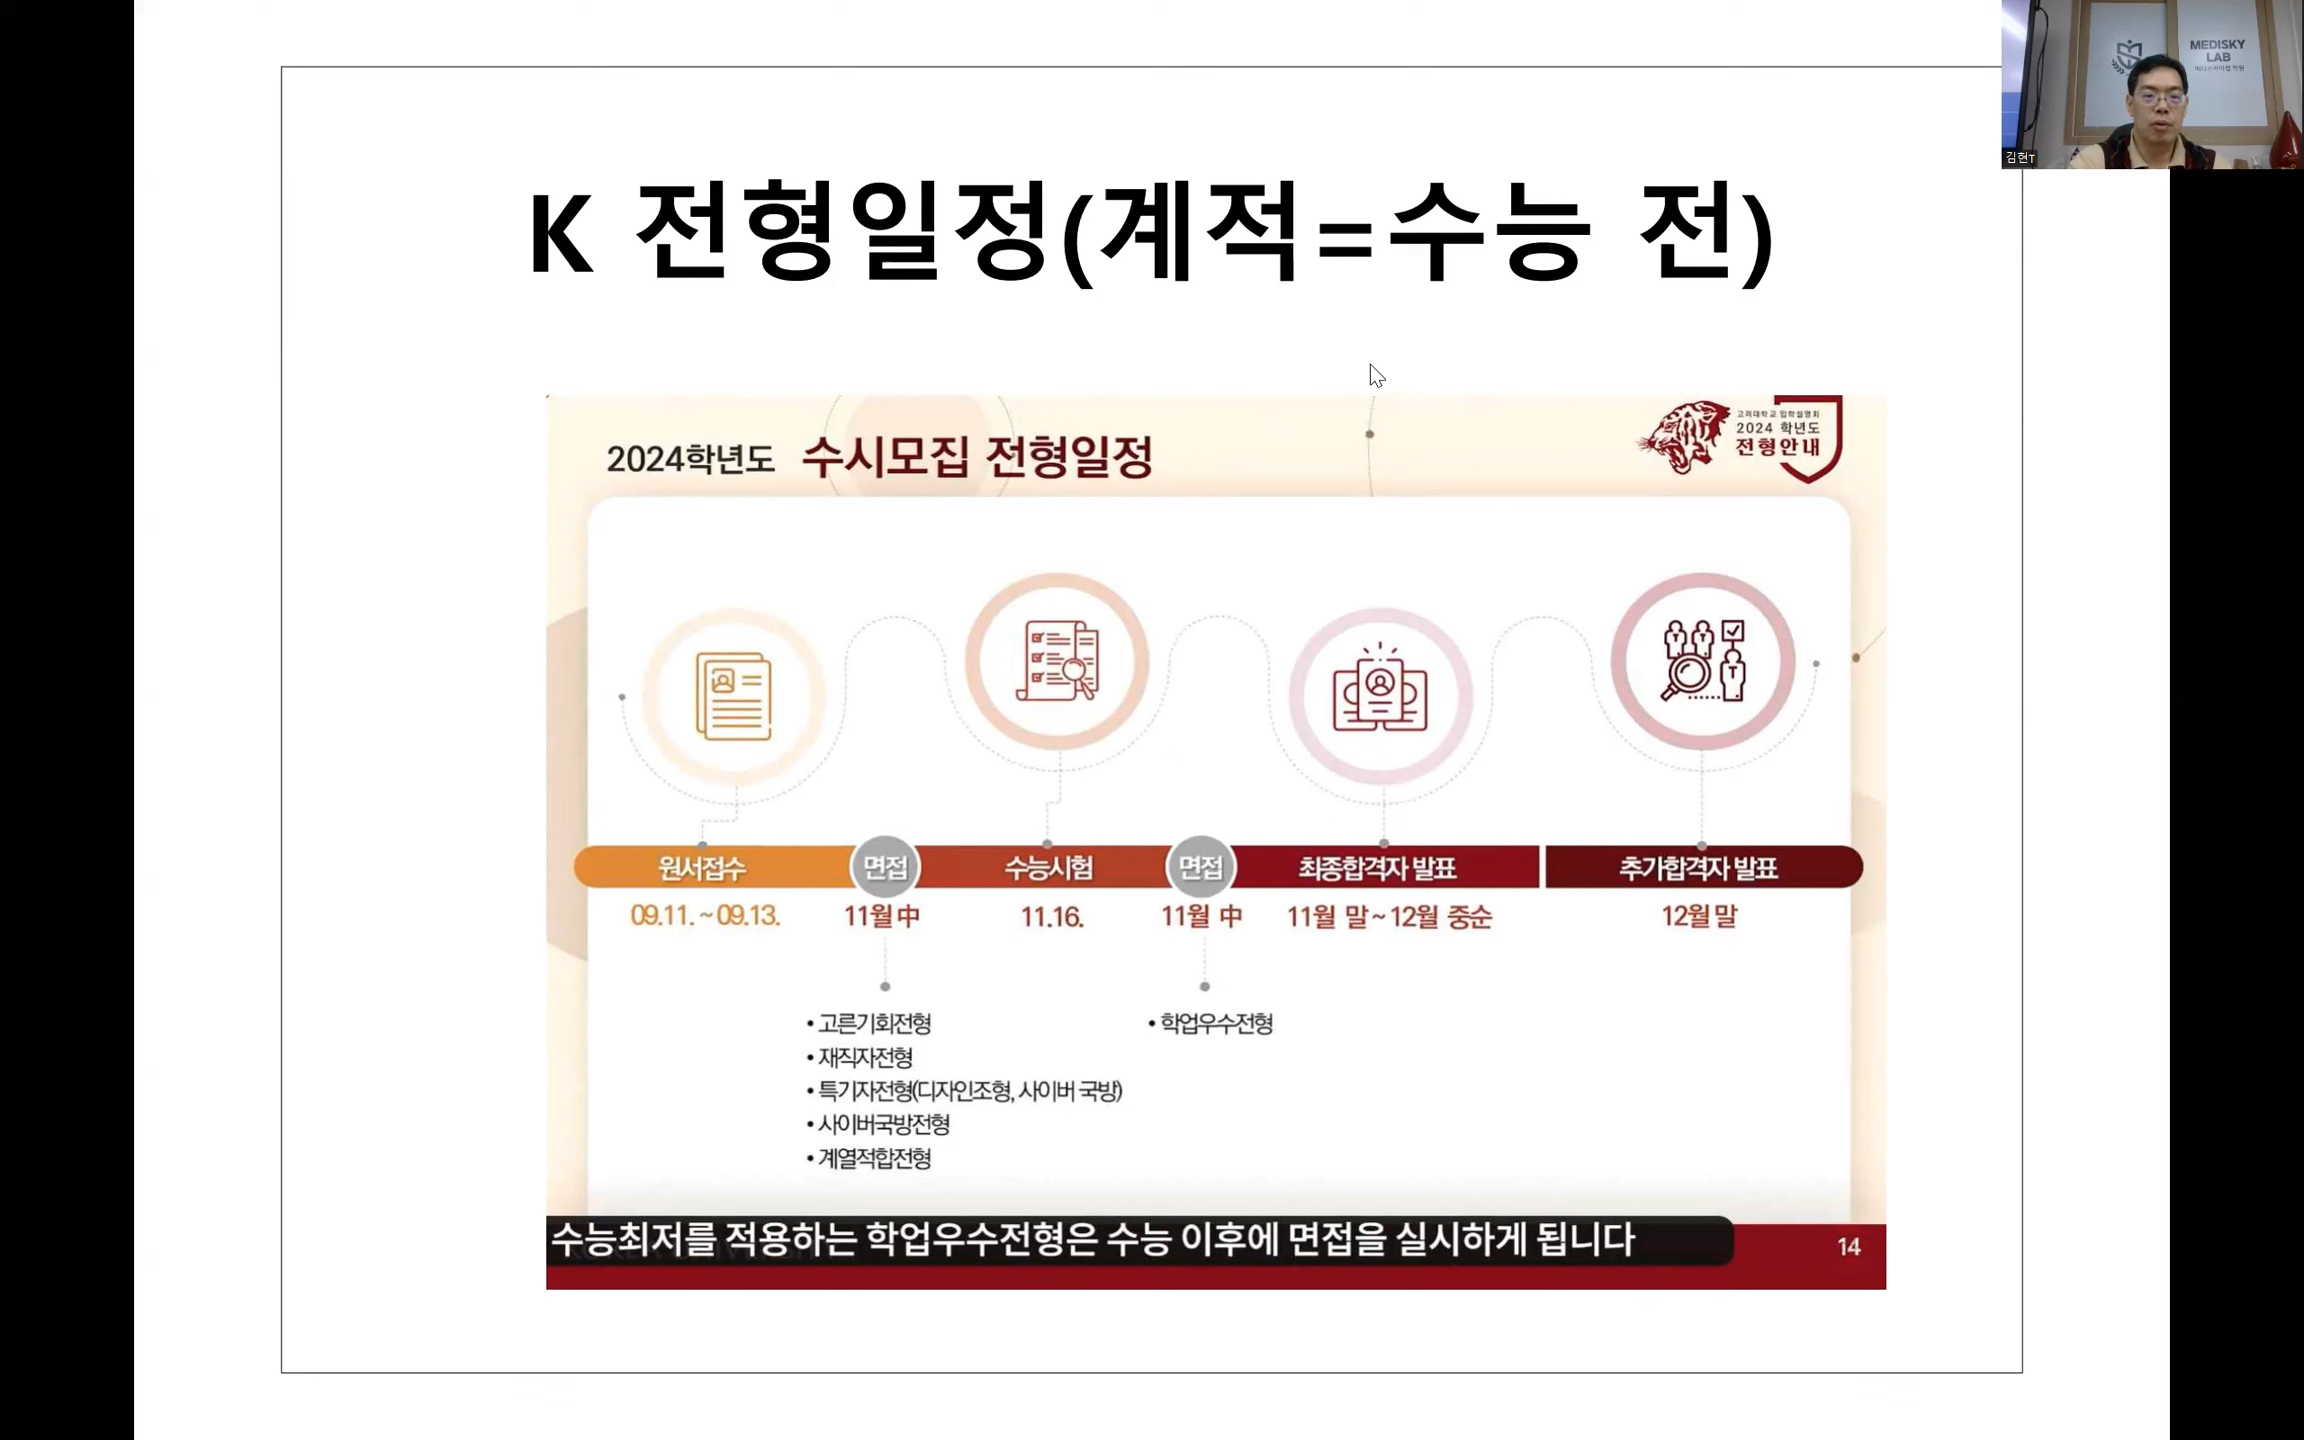 MEDISKY
LAB
메디스카이랩 학원
김현T
K 전형일정(계적=수능 전)
2024학년도 수시모집 전형일정
고려대학교 입학설명회
2024 학년도
전형안내
원서접수 면접 수능시험 면접 최종합격자 발표 추가합격자 발표
09.11. ~ 09.13. 11월 中 11.16. 11월 中 11월 말 ~ 12월 중순 12월 말
• 고른기회전형
• 재직자전형
• 특기자전형(디자인조형, 사이버 국방)
• 사이버국방전형
• 계열적합전형
• 학업우수전형
수능최저를 적용하는 학업우수전형은 수능 이후에 면접을 실시하게 됩니다
14